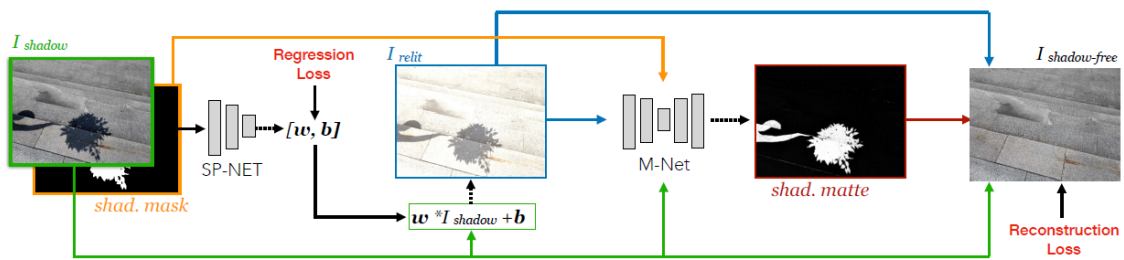 I shadow
shad. mask
SP-NET
Regression
Loss
[w, b]
w *I shadow +b
I relit
M-Net
shad. matte
I shadow-free
Reconstruction
Loss